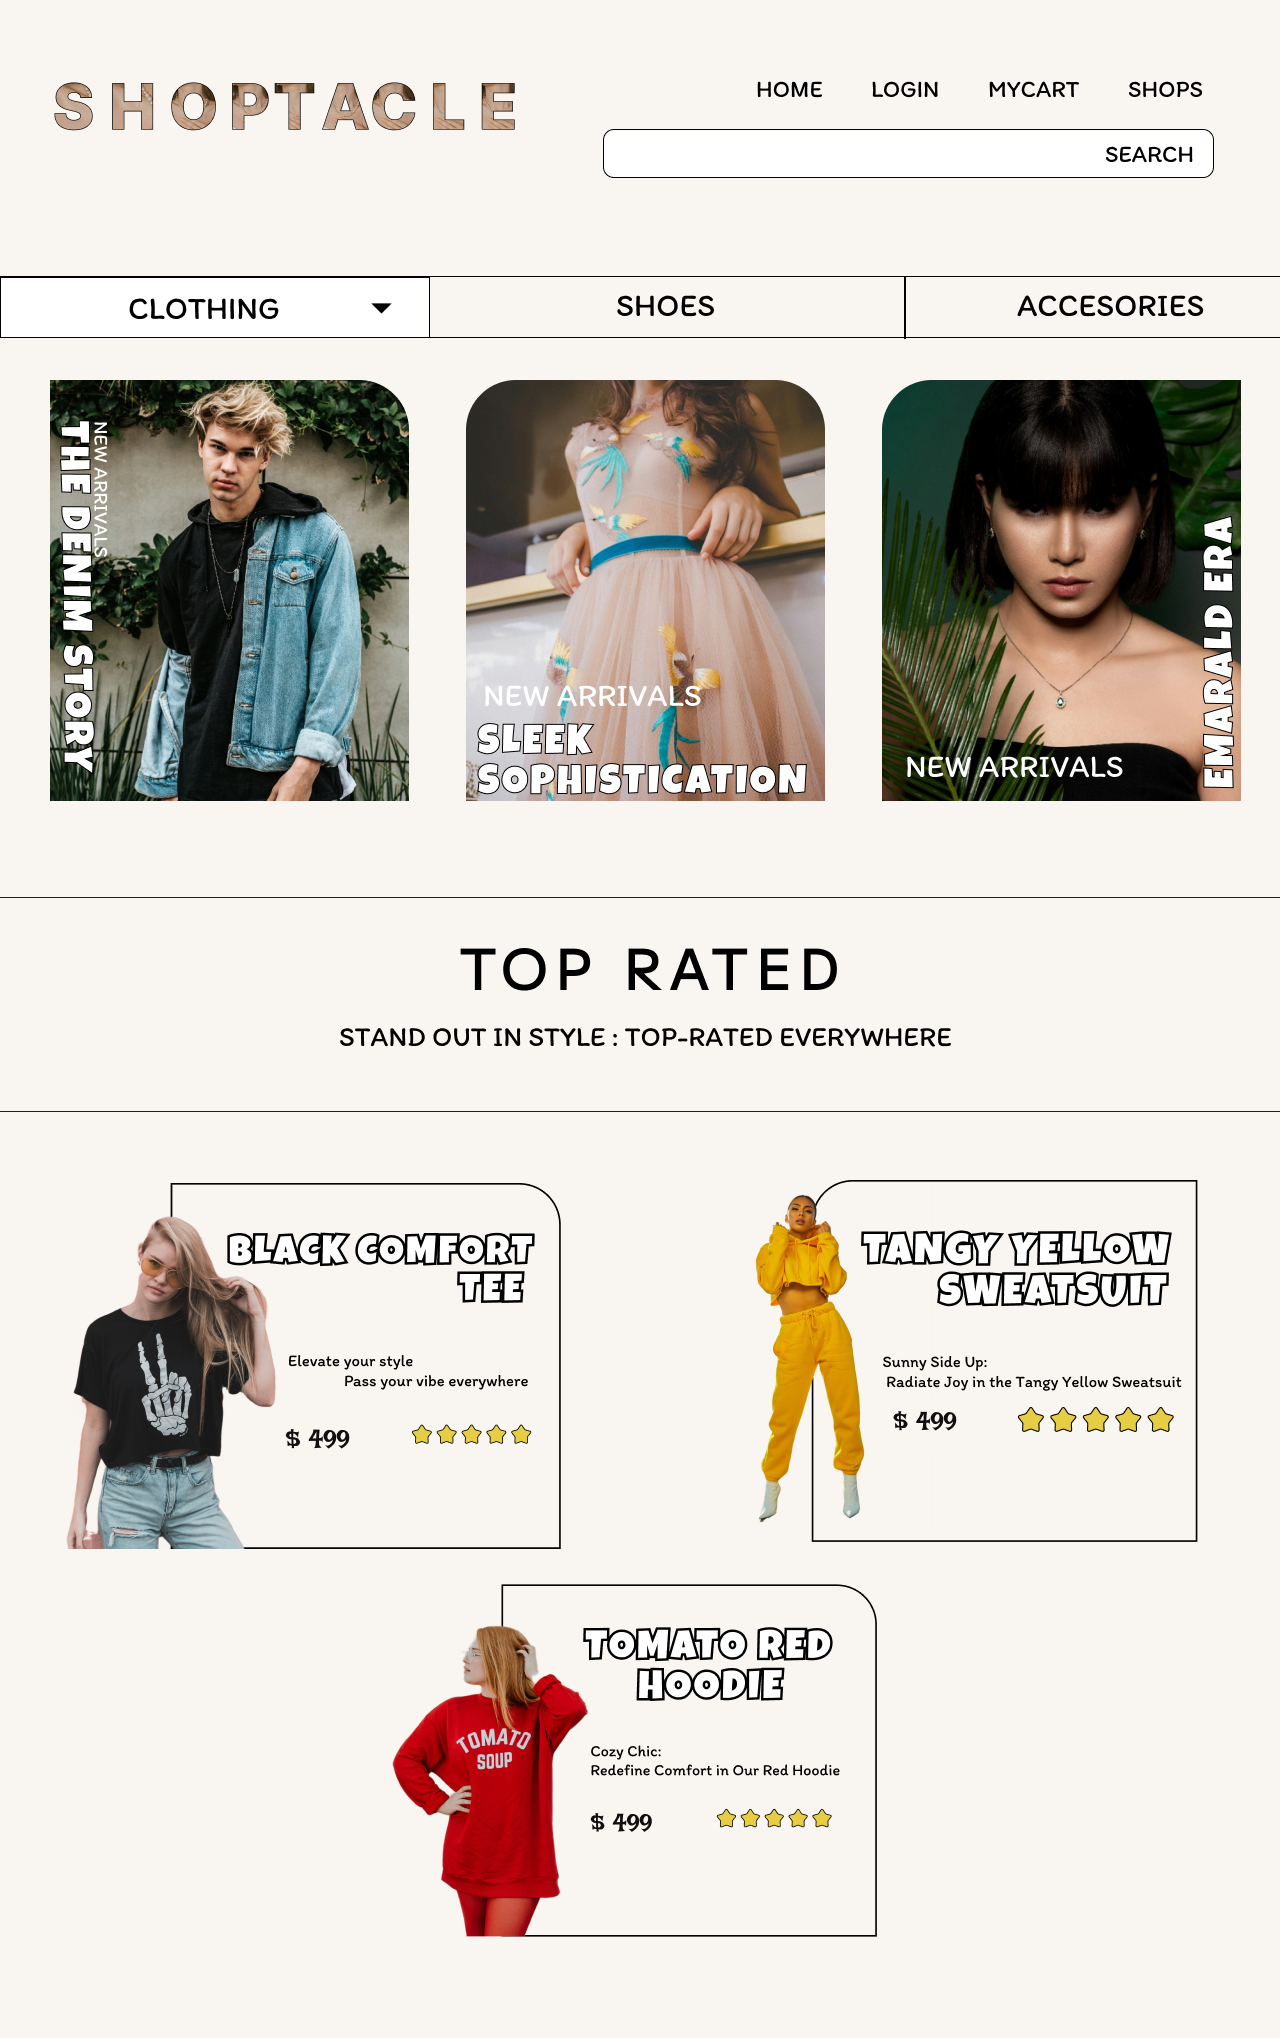 SHOPTACLE
HOME LOGIN MYCART SHOPS
SEARCH
CLOTHING SHOES ACCESORIES
NEW ARRIVALS
THE DENIM STORY
NEW ARRIVALS
SLEEK
SOPHISTICATION
NEW ARRIVALS
EMARALD ERA
TOP RATED
STAND OUT IN STYLE : TOP-RATED EVERYWHERE
BLACK COMFORT
TEE
Elevate your style
Pass your vibe everywhere
$ 499
TANGY YELLOW
SWEATSUIT
Sunny Side Up:
Radiate Joy in the Tangy Yellow Sweatsuit
$ 499
TOMATO RED
HOODIE
TOMATO
SOUP
Cozy Chic:
Redefine Comfort in Our Red Hoodie
$ 499